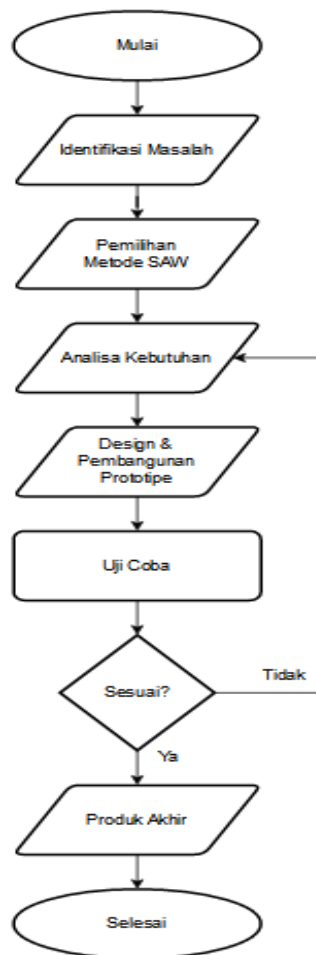 Mulai
Identifikasi Masalah
Pemilihan
Metode SAW
Analisa Kebutuhan
Design &
Pembangunan
Prototipe
Uji Coba
Sesuai?
Tidak
Ya
Produk Akhir
Selesai